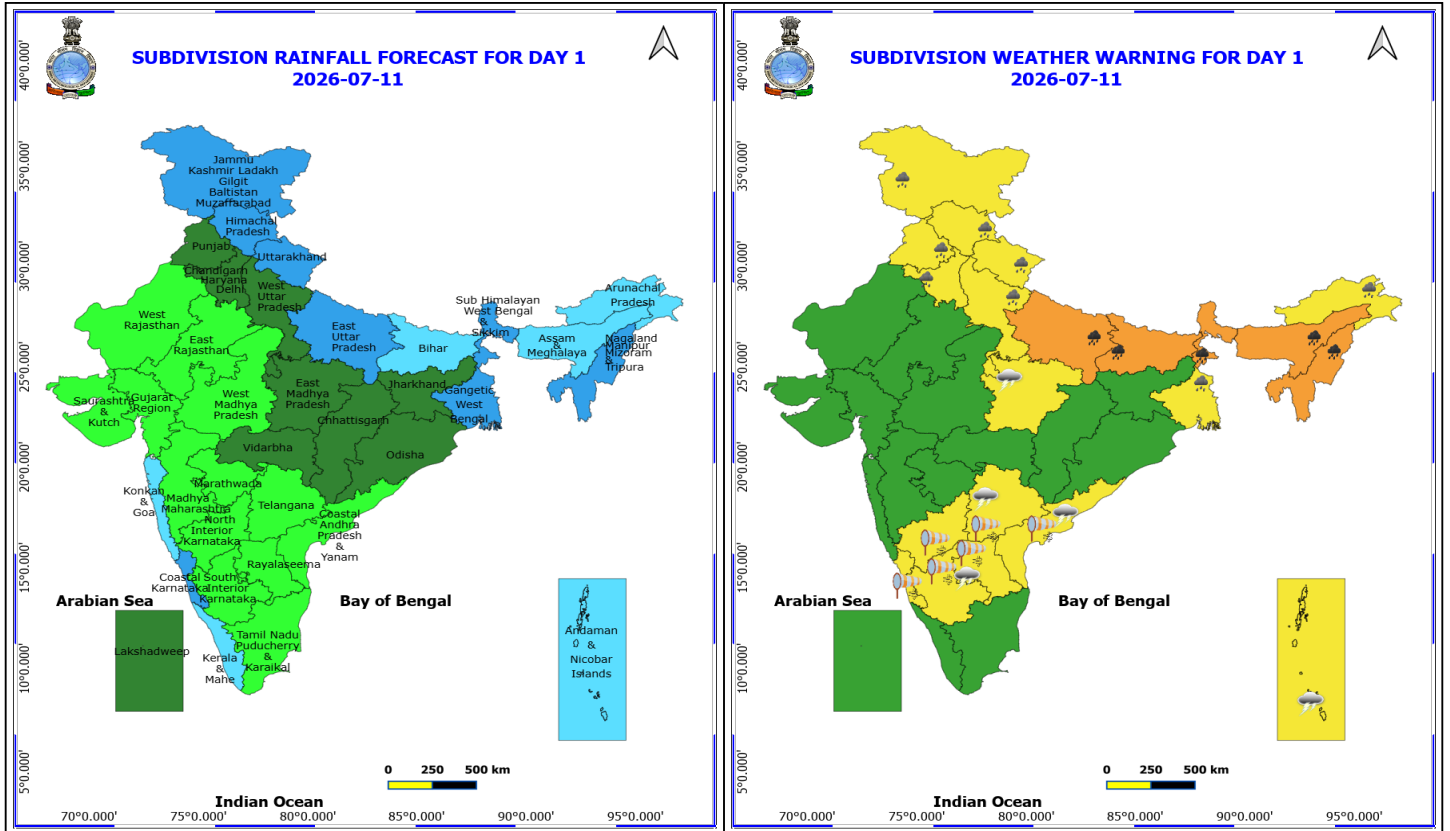 SUBDIVISION RAINFALL FORECAST FOR DAY 1
2026-07-11
40°0.000'
35°0.000'
30°0.000'
25°0.000'
20°0.000'
15°0.000'
10°0.000'
5°0.000'
Jammu
Kashmir Ladakh
Gilgit
Baltistan
Muzaffarabad
Himachal
Pradesh
Punjab
Uttarakhand
Chandigarh
Haryana
Delhi
West
Uttar
Pradesh
West
Rajasthan
East
Rajasthan
East
Uttar
Pradesh
Bihar
Sub Himalayan
West Bengal
&
Sikkim
Arunachal
Pradesh
Assam
&
Meghalaya
Nagaland
Manipur
Mizoram
&
Tripura
Saurashtra
&
Kutch
Gujarat
Region
West
Madhya
Pradesh
East
Madhya
Pradesh
Jharkhand
Gangetic
West
Bengal
Chhattisgarh
Vidarbha
Odisha
Konkan
&
Goa
Marathwada
Madhya
Maharashtra
North
Interior
Karnataka
Telangana
Coastal
Andhra
Pradesh
&
Yanam
Rayalaseema
Coastal
Karnataka
South
Interior
Karnataka
Arabian Sea
Bay of Bengal
Lakshadweep
Kerala
&
Mahe
Tamil Nadu
Puducherry
&
Karaikal
Andaman
&
Nicobar
Islands
0 250 500 km
Indian Ocean
70°0.000' 75°0.000' 80°0.000' 85°0.000' 90°0.000' 95°0.000'
SUBDIVISION WEATHER WARNING FOR DAY 1
2026-07-11
40°0.000'
35°0.000'
30°0.000'
25°0.000'
20°0.000'
15°0.000'
10°0.000'
5°0.000'
Arabian Sea
Bay of Bengal
0 250 500 km
Indian Ocean
70°0.000' 75°0.000' 80°0.000' 85°0.000' 90°0.000' 95°0.000'